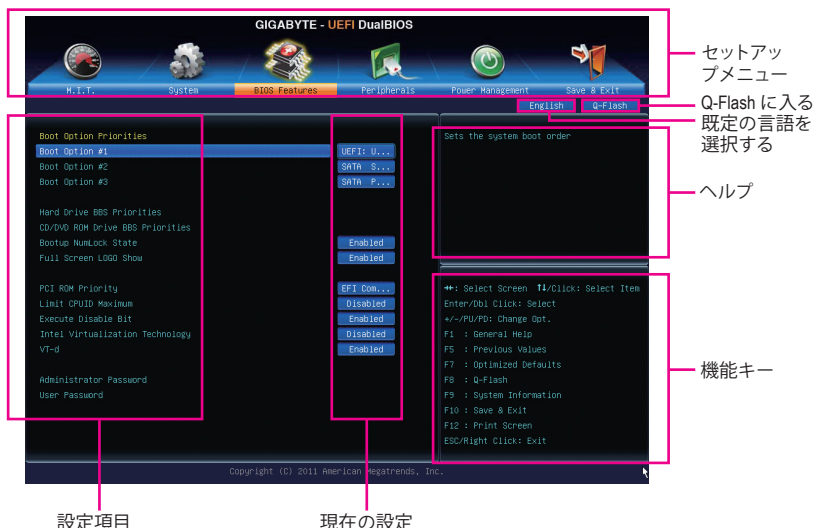 GIGABYTE - UEFI DualBIOS
M.I.T.
System
BIOS Features
Peripherals
Power Management
Save & Exit
セットアッ
プメニュー
English
Q-Flash
Q-Flash に入る
既定の言語を
選択する
Boot Option Priorities
Boot Option #1 UEFI: U...
Boot Option #2 SATA S...
Boot Option #3 SATA P...
Hard Drive BBS Priorities
CD/DVD ROM Drive BBS Priorities
Bootup NumLock State Enabled
Full Screen LOGO Show Enabled
PCI ROM Priority EFI Com...
Limit CPUID Maximum Disabled
Execute Disable Bit Enabled
Intel Virtualization Technology Disabled
VT-d Enabled
Administrator Password
User Password
Sets the system boot order
ヘルプ
→←: Select Screen ↑↓/Click: Select Item
Enter/Dbl Click: Select
+/-/PU/PD: Change Opt.
F1 : General Help
F5 : Previous Values
F7 : Optimized Defaults
F8 : Q-Flash
F9 : System Information
F10 : Save & Exit
F12 : Print Screen
ESC/Right Click: Exit
機能キー
Copyright (C) 2011 American Megatrends, Inc.
設定項目
現在の設定